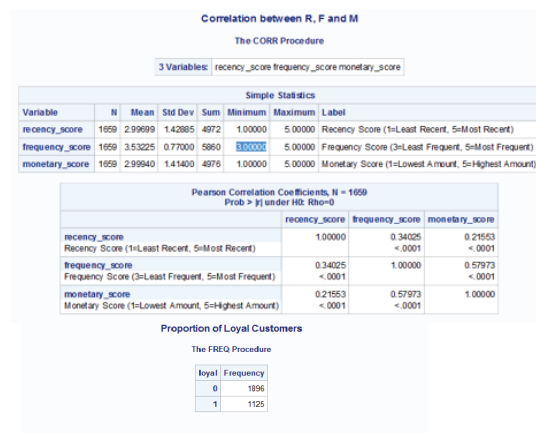 Correlation between R, F and M
The CORR Procedure
3 Variables: recency_score frequency_score monetary_score
Simple Statistics
Variable N Mean Std Dev Sum Minimum Maximum Label
recency_score 1659 2.99699 1.42885 4972 1.00000 5.00000 Recency Score (1=Least Recent, 5=Most Recent)
frequency_score 1659 3.53225 0.77000 5860 3.00000 5.00000 Frequency Score (3=Least Frequent, 5=Most Frequent)
monetary_score 1659 2.99940 1.41400 4976 1.00000 5.00000 Monetary Score (1=Lowest Amount, 5=Highest Amount)
Pearson Correlation Coefficients, N = 1659
Prob > |r| under H0: Rho=0
recency_score frequency_score monetary_score
recency_score 1.00000 0.34025 0.21553
Recency Score (1=Least Recent, 5=Most Recent) <.0001 <.0001
frequency_score 0.34025 1.00000 0.57973
Frequency Score (3=Least Frequent, 5=Most Frequent) <.0001 <.0001
monetary_score 0.21553 0.57973 1.00000
Monetary Score (1=Lowest Amount, 5=Highest Amount) <.0001 <.0001
Proportion of Loyal Customers
The FREQ Procedure
loyal Frequency
0 1896
1 1125